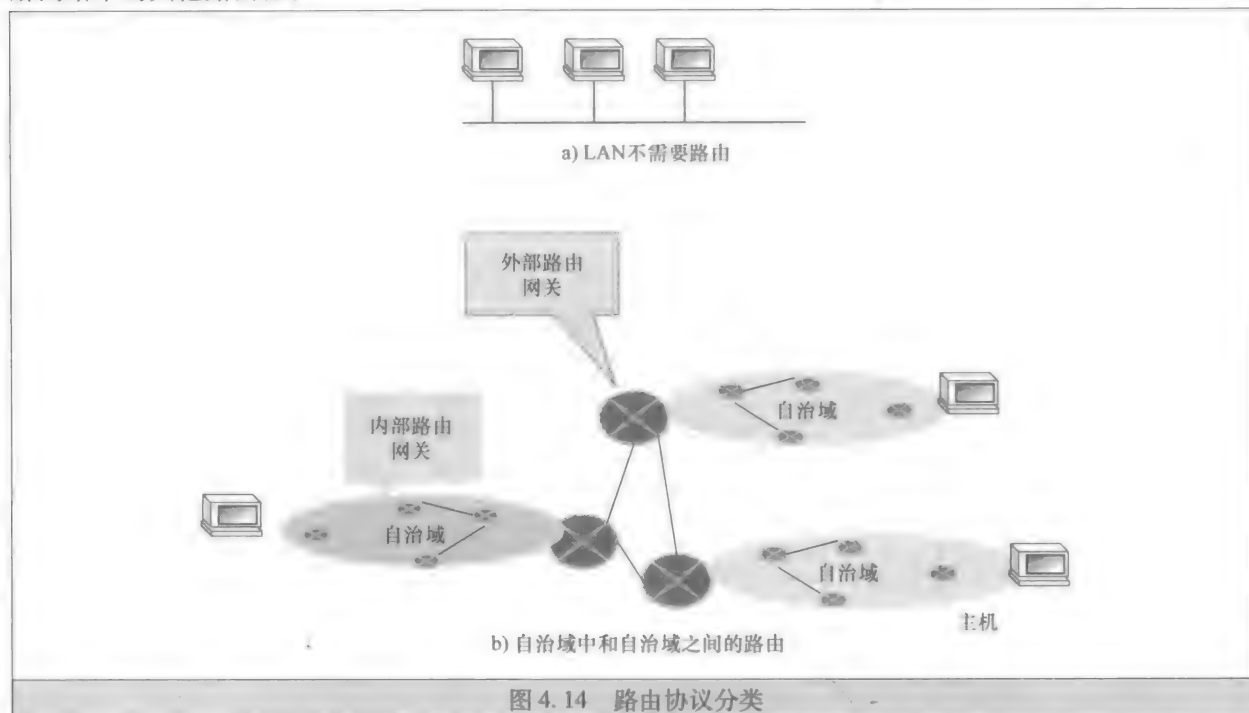 a) LAN不需要路由
外部路由
网关
自治域
内部路由
网关
自治域
自治域
主机
b) 自治域中和自治域之间的路由
图 4.14 路由协议分类